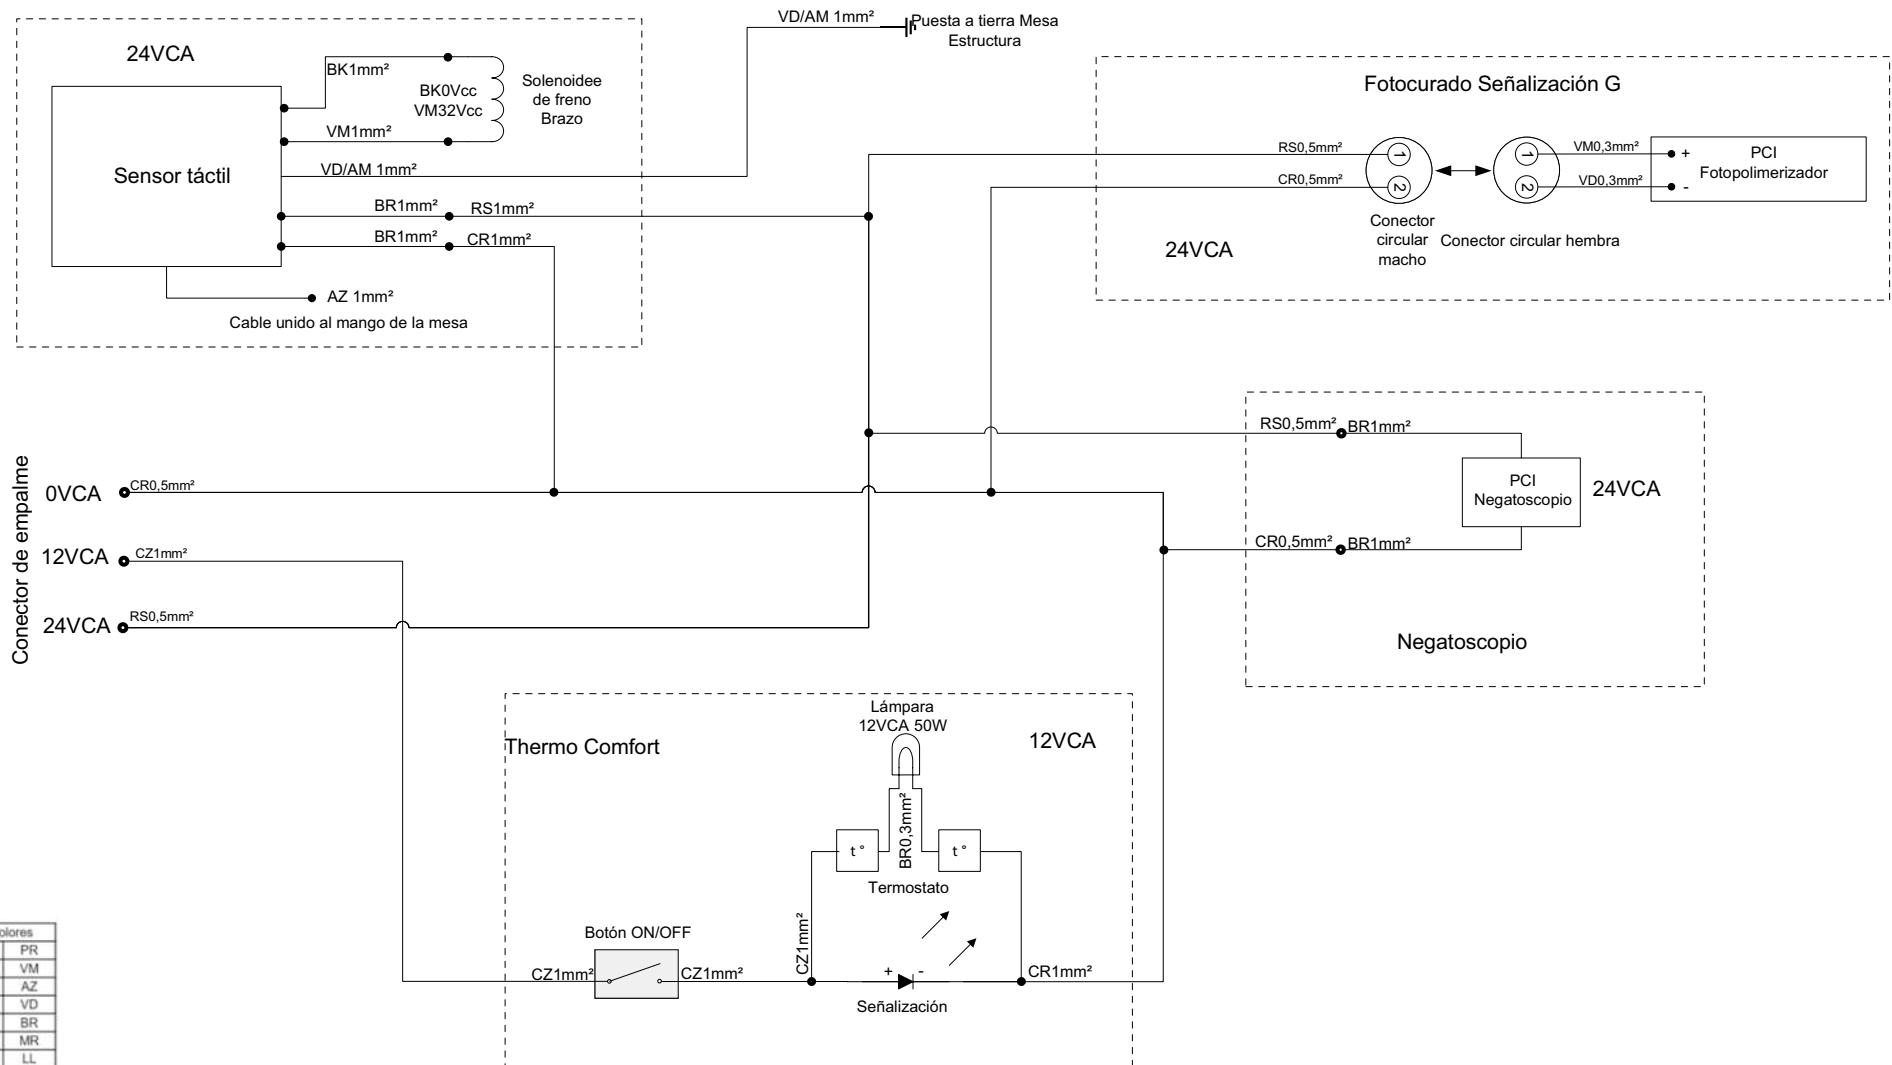 24VCA
BK1mm²
BK0Vcc
VM32Vcc
Solenoidee
de freno
Brazo
VM1mm²
Sensor táctil
VD/AM 1mm²
BR1mm²
RS1mm²
BR1mm²
CR1mm²
AZ 1mm²
Cable unido al mango de la mesa
VD/AM 1mm²
Puesta a tierra Mesa
Estructura
Fotocurado Señalización G
RS0,5mm²
CR0,5mm²
1
2
1
2
VM0,3mm²
VD0,3mm²
+
-
PCI
Fotopolimerizador
Conector
circular
macho
Conector circular hembra
24VCA
RS0,5mm²
BR1mm²
PCI
Negatoscopio
24VCA
CR0,5mm²
BR1mm²
Negatoscopio
Conector de empalme
0VCA
CR0,5mm²
12VCA
CZ1mm²
24VCA
RS0,5mm²
Thermo Comfort
Lámpara
12VCA 50W
12VCA
BR0,3mm²
t °
t °
Termostato
CZ1mm²
Botón ON/OFF
CZ1mm²
CZ1mm²
+
-
CR1mm²
Señalización
PR
VM
AZ
VD
BR
MR
LL